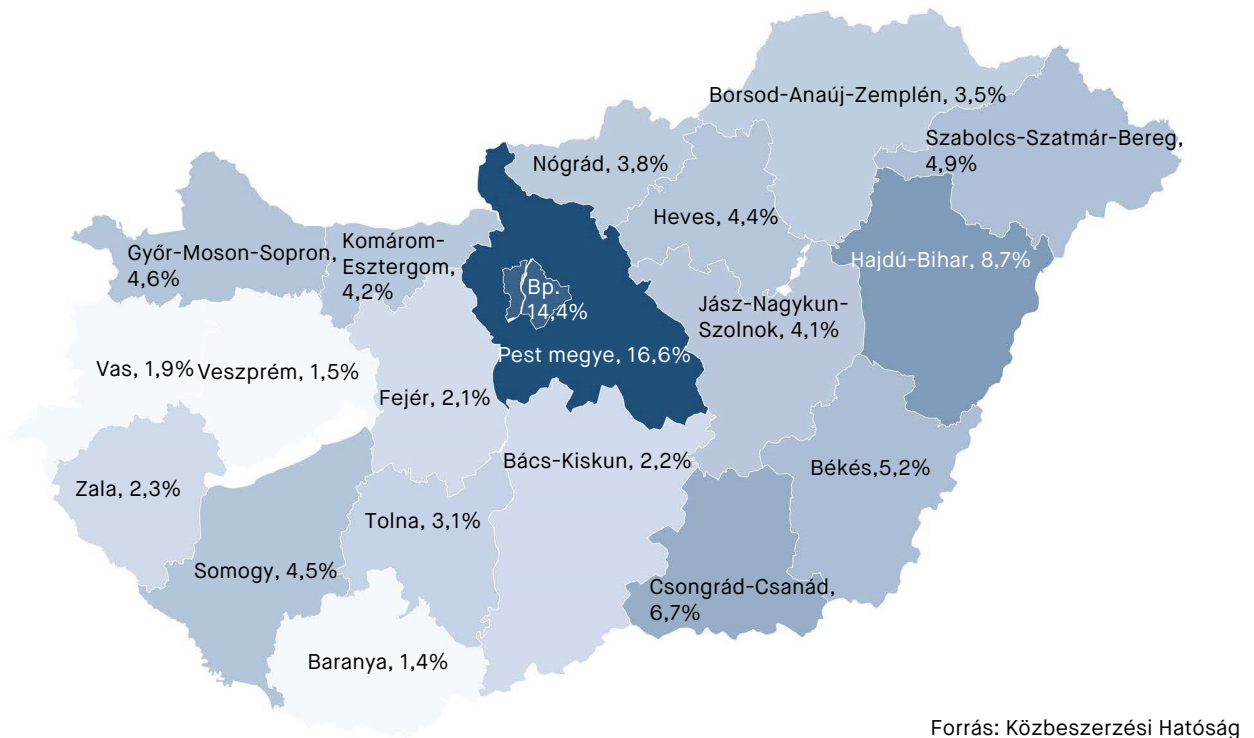 Borsod-Anaúj-Zemplén, 3,5%
Szabolcs-Szatmár-Bereg,
4,9%
Nógrád, 3,8%
Heves, 4,4%
Győr-Moson-Sopron,
4,6%
Komárom-
Esztergom,
4,2%
Hajdú-Bihar, 8,7%
Bp.
14,4%
Jász-Nagykun-
Szolnok, 4,1%
Pest megye, 16,6%
Vas, 1,9%
Veszprém, 1,5%
Fejér, 2,1%
Bács-Kiskun, 2,2%
Békés,5,2%
Zala, 2,3%
Tolna, 3,1%
Somogy, 4,5%
Csongrád-Csanád,
6,7%
Baranya, 1,4%
Forrás: Közbeszerzési Hatóság